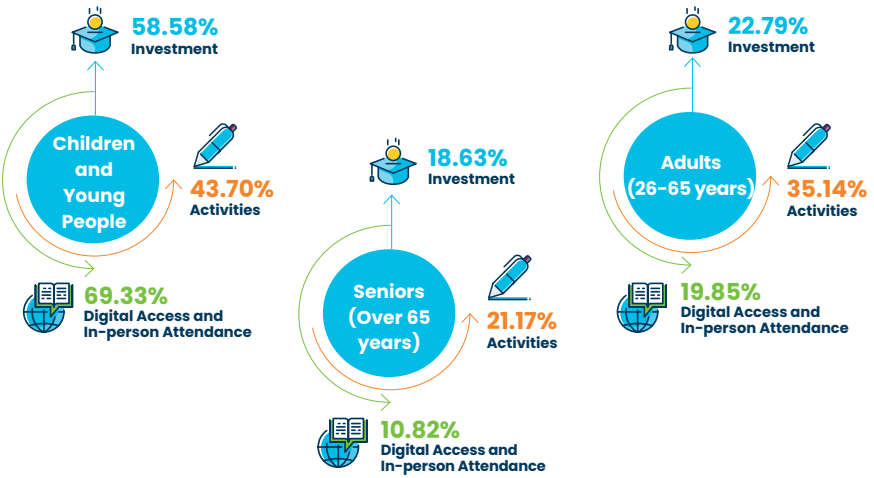 58.58%
Investment
Children
and
Young
People
43.70%
Activities
69.33%
Digital Access and
In-person Attendance
18.63%
Investment
Seniors
(Over 65
years)
21.17%
Activities
10.82%
Digital Access and
In-person Attendance
22.79%
Investment
Adults
(26-65 years)
35.14%
Activities
19.85%
Digital Access and
In-person Attendance